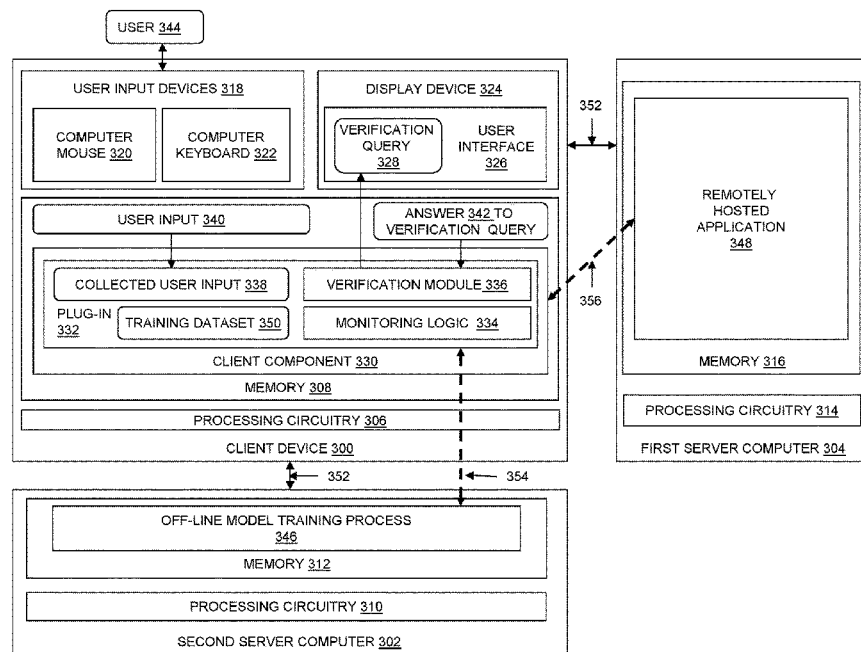 USER 344
USER INPUT DEVICES 318
COMPUTER
MOUSE 320
COMPUTER
KEYBOARD 322
DISPLAY DEVICE 324
VERIFICATION
QUERY
328
USER
INTERFACE
326
352
REMOTELY
HOSTED
APPLICATION
348
USER INPUT 340
ANSWER 342 TO
VERIFICATION QUERY
COLLECTED USER INPUT 338
VERIFICATION MODULE 336
PLUG-IN
332
TRAINING DATASET 350
MONITORING LOGIC 334
CLIENT COMPONENT 330
MEMORY 308
356
MEMORY 316
PROCESSING CIRCUITRY 306
PROCESSING CIRCUITRY 314
CLIENT DEVICE 300
FIRST SERVER COMPUTER 304
352
354
OFF-LINE MODEL TRAINING PROCESS
346
MEMORY 312
PROCESSING CIRCUITRY 310
SECOND SERVER COMPUTER 302